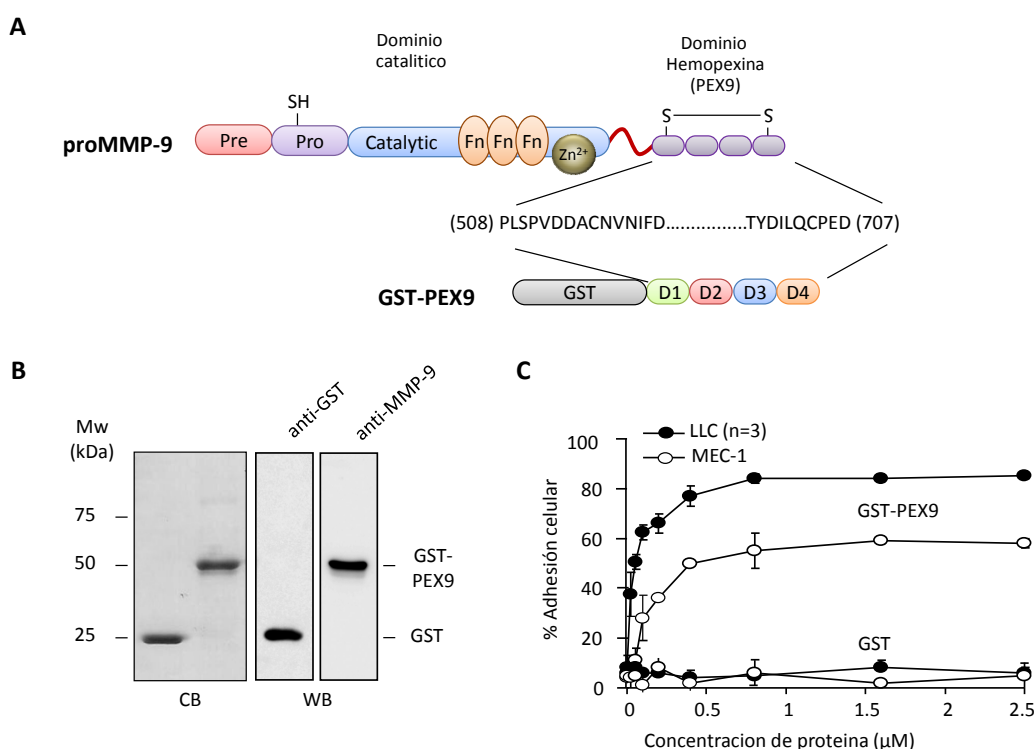 A
Dominio
catalitico
Dominio
Hemopexina
(PEX9)
SH
S S
proMMP-9
Pre Pro Catalytic Fn Fn Fn Zn2+
(508) PLSPVDDACNVNIFD……………TYDILQCPED (707)
GST-PEX9
GST D1 D2 D3 D4
B
anti-GST
anti-MMP-9
Mw
(kDa)
75 –
50 –
25 –
– GST-
PEX9
– GST
CB WB
C
LLC (n=3)
MEC-1
% Adhesión celular
100
80
60
40
20
0
GST-PEX9
GST
0 0.5 1 1.5 2 2.5
Concentracion de proteina (µM)